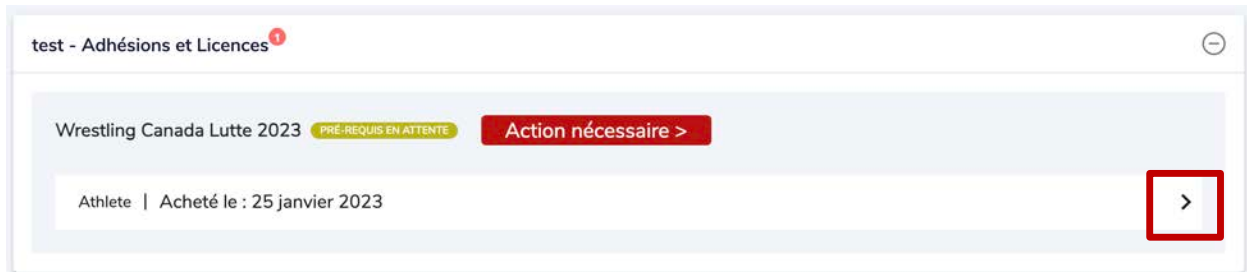 test - Adhésions et Licences 1
Wrestling Canada Lutte 2023 PRÉ-REQUIS EN ATTENTE Action nécessaire >
Athlete | Acheté le : 25 janvier 2023 >